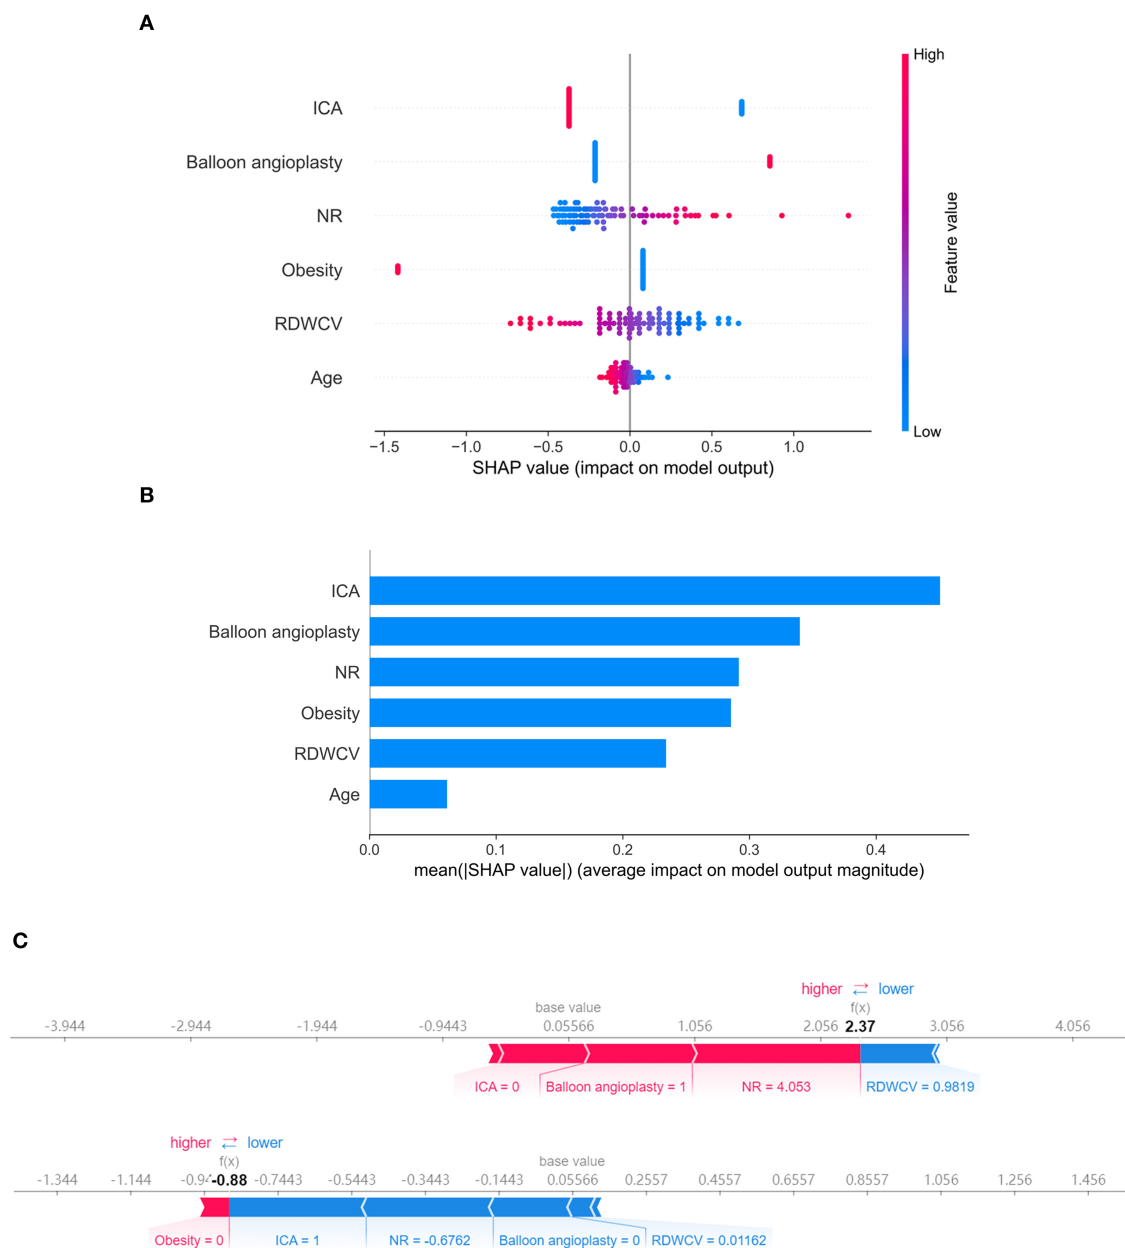 A
High
ICA
Balloon angioplasty
NR
Obesity
RDWCV
Age
Feature value
Low
−1.5 −1.0 −0.5 0.0 0.5 1.0
SHAP value (impact on model output)
B
ICA
Balloon angioplasty
NR
Obesity
RDWCV
Age
0.0 0.1 0.2 0.3 0.4
mean(|SHAP value|) (average impact on model output magnitude)
C
higher ⇄ lower
base value f(x)
-3.944 -2.944 -1.944 -0.9443 0.05566 1.056 2.056 2.37 3.056 4.056
ICA = 0 Balloon angioplasty = 1 NR = 4.053 RDWCV = 0.9819
higher ⇄ lower
f(x) base value
-1.344 -1.144 -0.94 -0.88 -0.7443 -0.5443 -0.3443 -0.1443 0.05566 0.2557 0.4557 0.6557 0.8557 1.056 1.256 1.456
Obesity = 0 ICA = 1 NR = -0.6762 Balloon angioplasty = 0 RDWCV = 0.01162